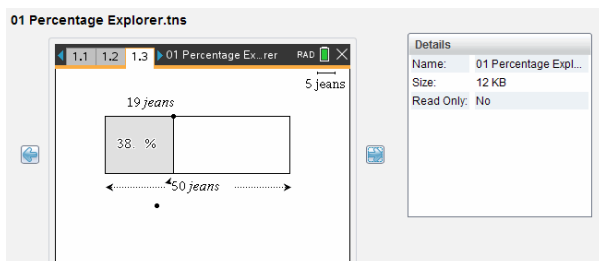 01 Percentage Explorer.tns
1.1 1.2 1.3 01 Percentage Ex...rer RAD
5 jeans
19 jeans
38. %
50 jeans
Details
Name: 01 Percentage Expl...
Size: 12 KB
Read Only: No